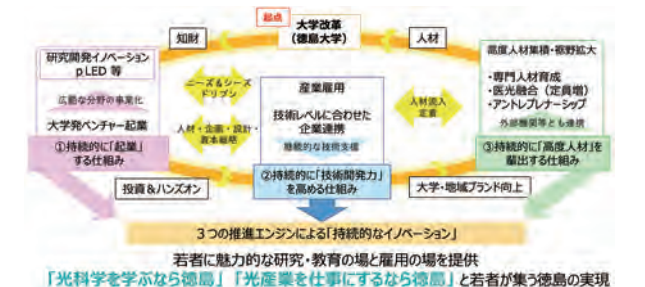 起点
大学改革
(徳島大学)
知財
人材
研究開発イノベーション
pLED 等
広範な分野の事業化
大学発ベンチャー起業
①持続的に「起業」
する仕組み
ニーズ&シーズ
ドリブン
人材・企画・設計・
資本戦略
産業雇用
技術レベルに合わせた
企業連携
継続的な技術支援
②持続的に「技術開発力」
を高める仕組み
人材流入
定着
高度人材集積・裾野拡大
・専門人材育成
・医光融合(定員増)
・アントレプレナーシップ
外部機関等とも連携
③持続的に「高度人材」を
輩出する仕組み
投資&ハンズオン
大学・地域ブランド向上
3つの推進エンジンによる「持続的なイノベーション」
若者に魅力的な研究・教育の場と雇用の場を提供
「光科学を学ぶなら徳島」「光産業を仕事にするなら徳島」と若者が集う徳島の実現